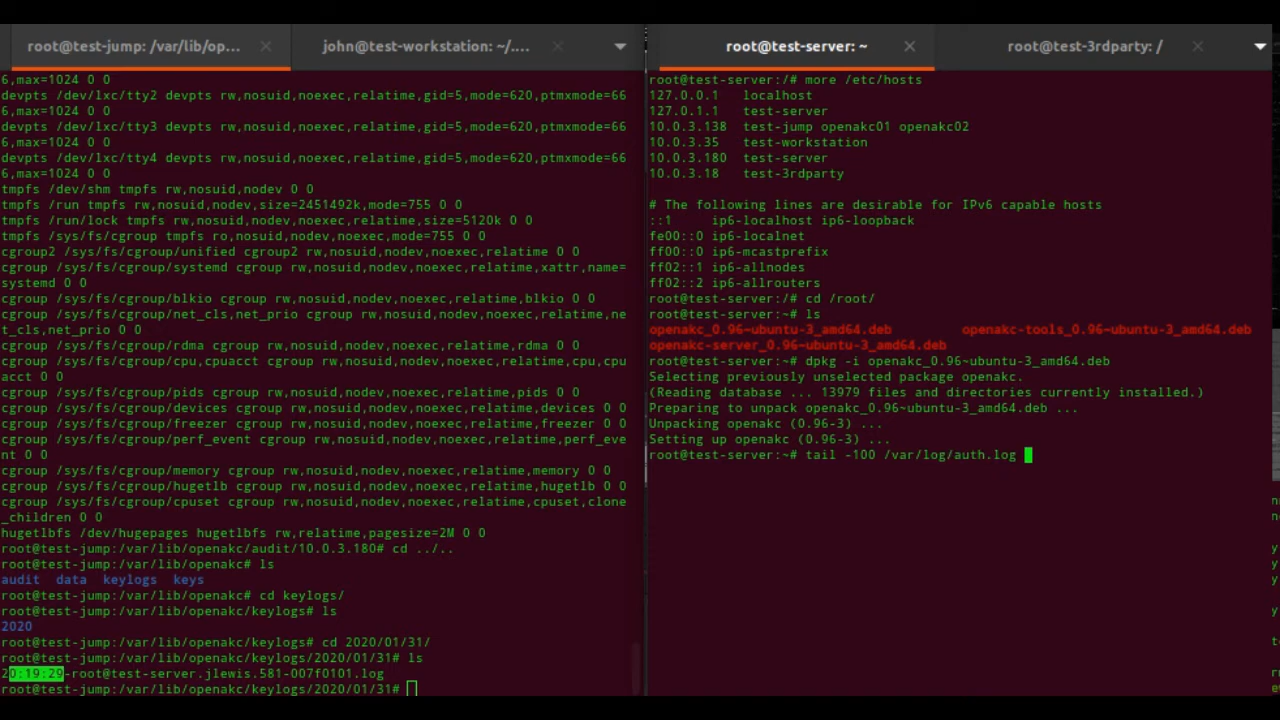 root@test-jump: /var/lib/op...
john@test-workstation: ~/....
6,max=1024 0 0
devpts /dev/lxc/tty2 devpts rw,nosuid,noexec,relatime,gid=5,mode=620,ptmxmode=66
6,max=1024 0 0
devpts /dev/lxc/tty3 devpts rw,nosuid,noexec,relatime,gid=5,mode=620,ptmxmode=66
6,max=1024 0 0
devpts /dev/lxc/tty4 devpts rw,nosuid,noexec,relatime,gid=5,mode=620,ptmxmode=66
6,max=1024 0 0
tmpfs /dev/shm tmpfs rw,nosuid,nodev 0 0
tmpfs /run tmpfs rw,nosuid,nodev,size=2451492k,mode=755 0 0
tmpfs /run/lock tmpfs rw,nosuid,nodev,noexec,relatime,size=5120k 0 0
tmpfs /sys/fs/cgroup tmpfs ro,nosuid,nodev,noexec,mode=755 0 0
cgroup2 /sys/fs/cgroup/unified cgroup2 rw,nosuid,nodev,noexec,relatime 0 0
cgroup /sys/fs/cgroup/systemd cgroup rw,nosuid,nodev,noexec,relatime,xattr,name=
systemd 0 0
cgroup /sys/fs/cgroup/blkio cgroup rw,nosuid,nodev,noexec,relatime,blkio 0 0
cgroup /sys/fs/cgroup/net_cls,net_prio cgroup rw,nosuid,nodev,noexec,relatime,ne
t_cls,net_prio 0 0
cgroup /sys/fs/cgroup/rdma cgroup rw,nosuid,nodev,noexec,relatime,rdma 0 0
cgroup /sys/fs/cgroup/cpu,cpuacct cgroup rw,nosuid,nodev,noexec,relatime,cpu,cpu
acct 0 0
cgroup /sys/fs/cgroup/pids cgroup rw,nosuid,nodev,noexec,relatime,pids 0 0
cgroup /sys/fs/cgroup/devices cgroup rw,nosuid,nodev,noexec,relatime,devices 0 0
cgroup /sys/fs/cgroup/freezer cgroup rw,nosuid,nodev,noexec,relatime,freezer 0 0
cgroup /sys/fs/cgroup/perf_event cgroup rw,nosuid,nodev,noexec,relatime,perf_eve
nt 0 0
cgroup /sys/fs/cgroup/memory cgroup rw,nosuid,nodev,noexec,relatime,memory 0 0
cgroup /sys/fs/cgroup/hugetlb cgroup rw,nosuid,nodev,noexec,relatime,hugetlb 0 0
cgroup /sys/fs/cgroup/cpuset cgroup rw,nosuid,nodev,noexec,relatime,cpuset,clone
_children 0 0
hugetlbfs /dev/hugepages hugetlbfs rw,relatime,pagesize=2M 0 0
root@test-jump:/var/lib/openakc/audit/10.0.3.180# cd ../..
root@test-jump:/var/lib/openakc# ls
audit data keylogs keys
root@test-jump:/var/lib/openakc# cd keylogs/
root@test-jump:/var/lib/openakc/keylogs# ls
2020
root@test-jump:/var/lib/openakc/keylogs# cd 2020/01/31/
root@test-jump:/var/lib/openakc/keylogs/2020/01/31# ls
20:19:29-root@test-server.jlewis.581-007f0101.log
root@test-jump:/var/lib/openakc/keylogs/2020/01/31#
root@test-server: ~
root@test-3rdparty: /
root@test-server:/# more /etc/hosts
127.0.0.1 localhost
127.0.1.1 test-server
10.0.3.138 test-jump openakc01 openakc02
10.0.3.35 test-workstation
10.0.3.180 test-server
10.0.3.18 test-3rdparty
# The following lines are desirable for IPv6 capable hosts
::1 ip6-localhost ip6-loopback
fe00::0 ip6-localnet
ff00::0 ip6-mcastprefix
ff02::1 ip6-allnodes
ff02::2 ip6-allrouters
root@test-server:/# cd /root/
root@test-server:~# ls
openakc_0.96~ubuntu-3_amd64.deb openakc-tools_0.96~ubuntu-3_amd64.deb
openakc-server_0.96~ubuntu-3_amd64.deb
root@test-server:~# dpkg -i openakc_0.96~ubuntu-3_amd64.deb
Selecting previously unselected package openakc.
(Reading database ... 13979 files and directories currently installed.)
Preparing to unpack openakc_0.96~ubuntu-3_amd64.deb ...
Unpacking openakc (0.96-3) ...
Setting up openakc (0.96-3) ...
root@test-server:~# tail -100 /var/log/auth.log